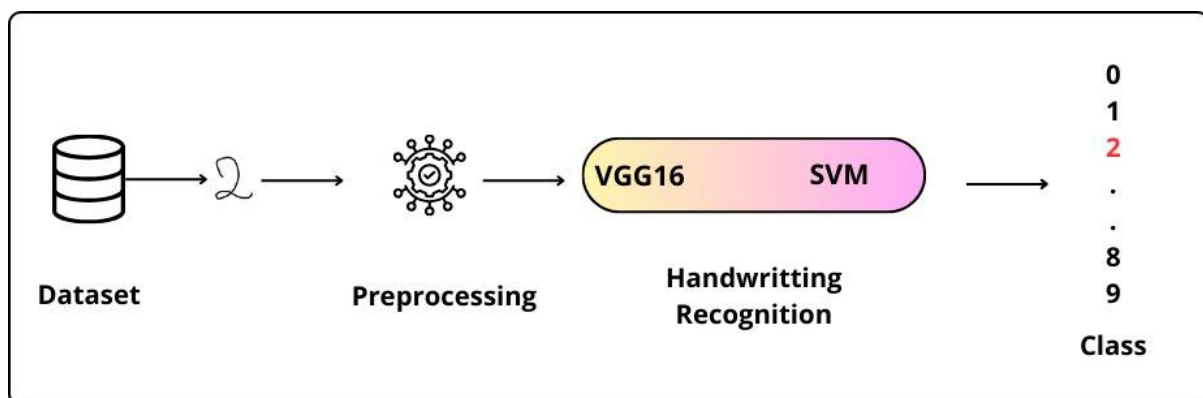 2
Dataset
Preprocessing
VGG16 SVM
Handwritting
Recognition
0
1
2
.
.
8
9
Class